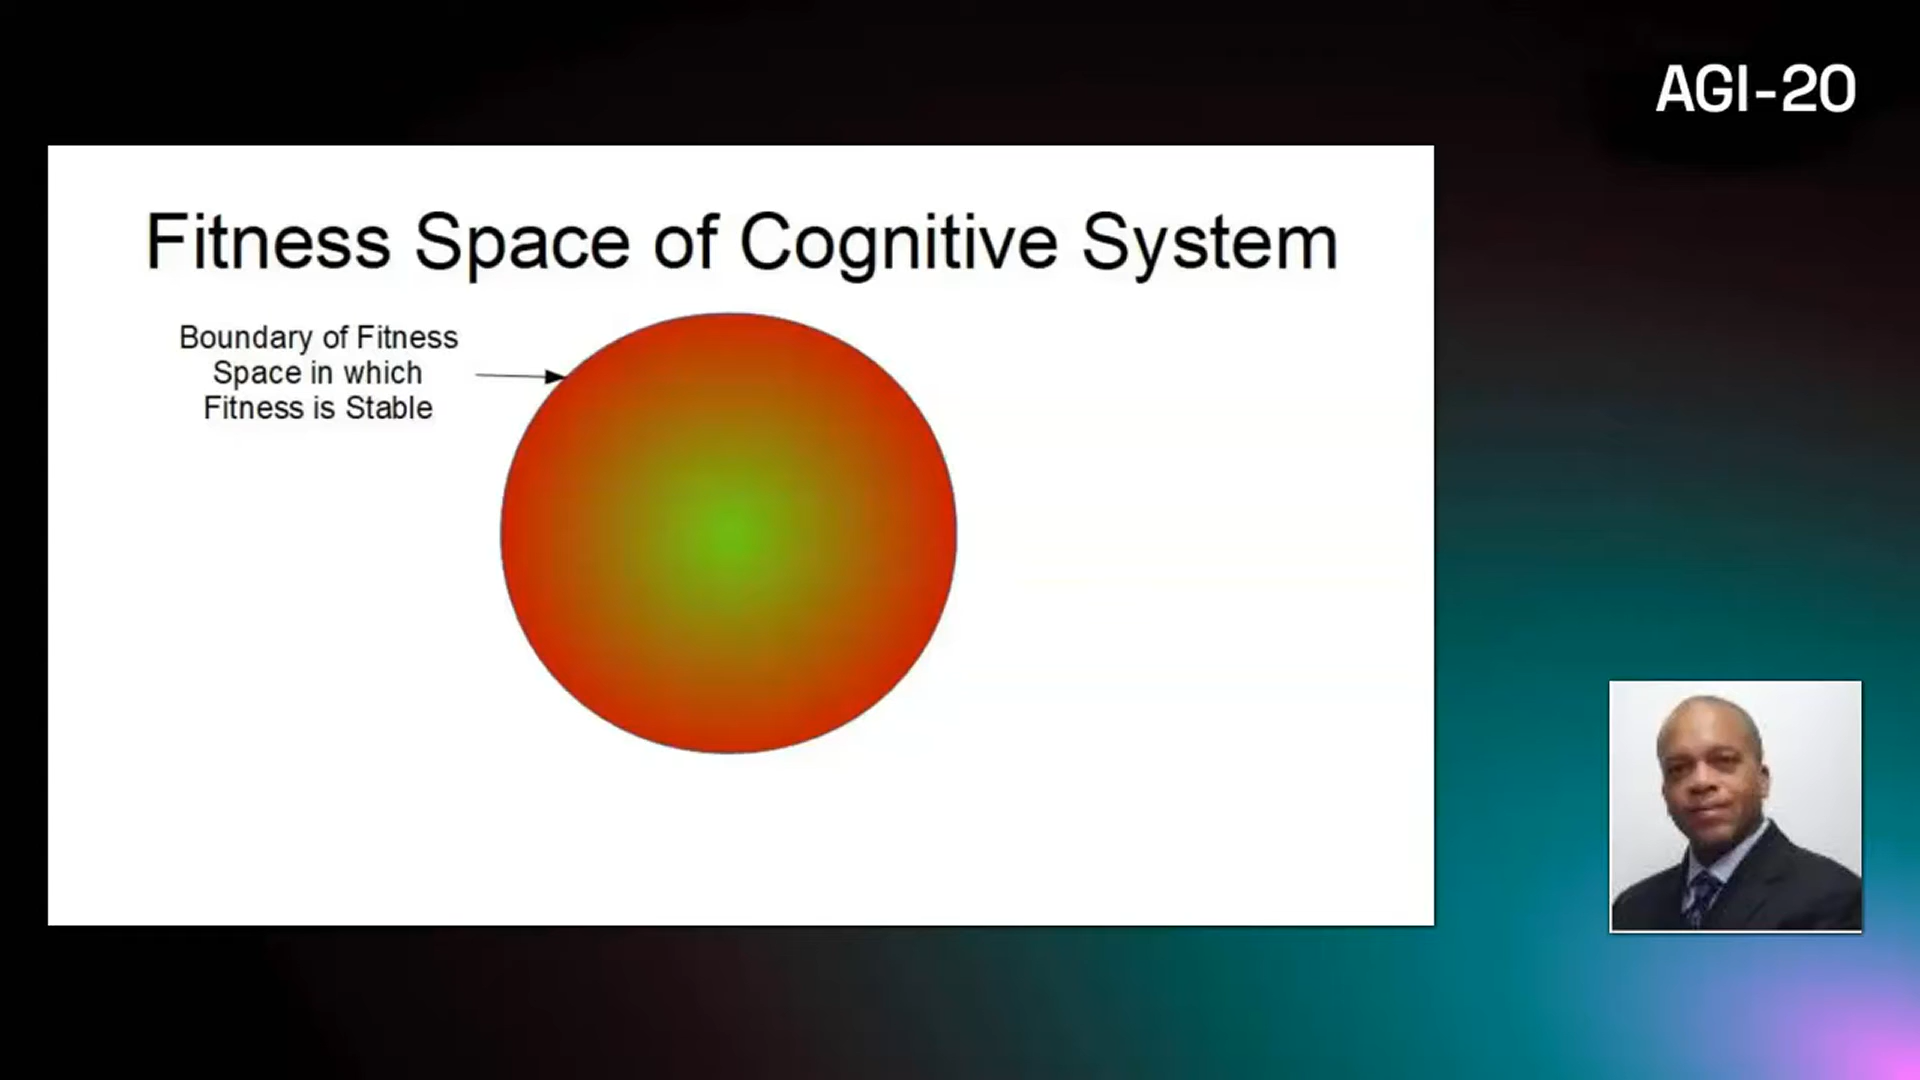 AGI-20
Fitness Space of Cognitive System
Boundary of Fitness
Space in which
Fitness is Stable